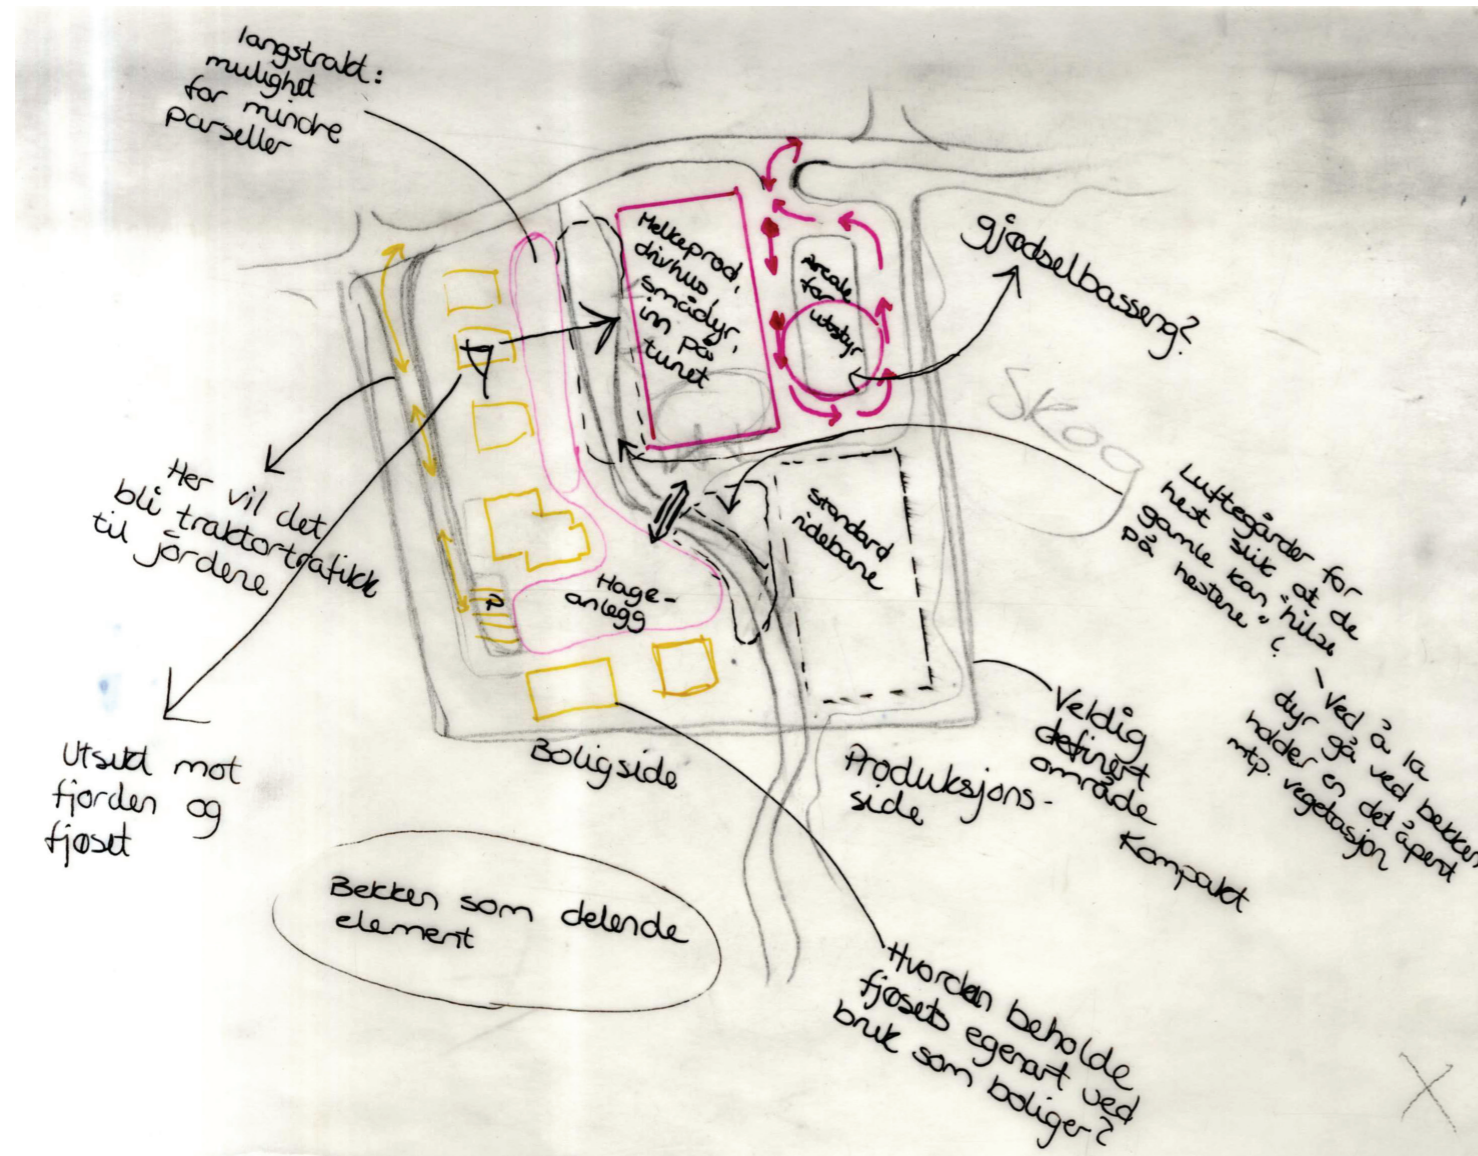 langstrakt:
mulighet
for mindre
parseller
Melkeprod,
drivhus,
smådyr,
inn på
tunet
Areale
for
utstyr
gjødselbasseng?
Skog
Her vil det
bli traktortrafikk
til jordene
Luftegårder for
hest slik at de
gamle kan "hilse
på hestene"?
Standard
ridebane
P
Hage-
anlegg
Utsikt mot
fjorden og
fjøset
Boligside
Produksjons-
side
Veldig
definert
område
Kompakt
Ved å la
dyr gå ved bekken
holder en det åpent
mtp. vegetasjon
Bekken som delende
element
Hvordan beholde
fjøsets egenart ved
bruk som boliger?